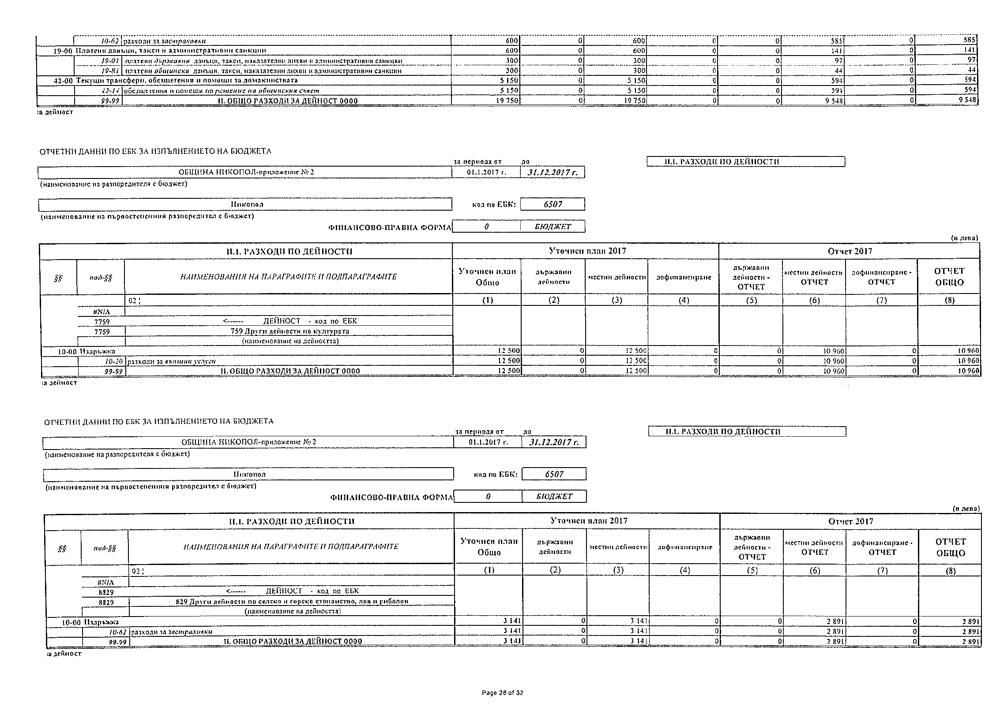 10-62 разходи за застраховки 600 0 600 0 0 585 0 585
19-00 Платени данъци, такси и административни санкции 600 0 600 0 0 141 0 141
19-01 платени държавни данъци, такси, наказателни лихви и административни санкции 300 0 300 0 0 97 0 97
19-81 платени общински данъци, такси, наказателни лихви и административни санкции 300 0 300 0 0 44 0 44
42-00 Текущи трансфери, обезщетения и помощи за домакинствата 5 150 0 5 150 0 0 594 0 594
42-14 обезщетения и помощи по решение на общинския съвет 5 150 0 5 150 0 0 594 0 594
99-99 II. ОБЩО РАЗХОДИ ЗА ДЕЙНОСТ 0000 19 750 0 19 750 0 0 9 548 0 9 548
за дейност
ОТЧЕТНИ ДАННИ ПО ЕБК ЗА ИЗПЪЛНЕНИЕТО НА БЮДЖЕТА
за периода от до II.1. РАЗХОДИ ПО ДЕЙНОСТИ
ОБЩИНА НИКОПОЛ-приложение № 2 01.1.2017 г. 31.12.2017 г.
(наименование на разпоредителя с бюджет)
Никопол код по ЕБК: 6507
(наименование на първостепенния разпоредител с бюджет)
ФИНАНСОВО-ПРАВНА ФОРМА 0 БЮДЖЕТ
(в лева)
II.1. РАЗХОДИ ПО ДЕЙНОСТИ Уточнен план 2017 Отчет 2017
§§ под-§§ НАИМЕНОВАНИЯ НА ПАРАГРАФИТЕ И ПОДПАРАГРАФИТЕ Уточнен план Общо държавни дейности местни дейности дофинансиране държавни дейности - ОТЧЕТ местни дейности ОТЧЕТ дофинансиране - ОТЧЕТ ОТЧЕТ ОБЩО
02 ¦ (1) (2) (3) (4) (5) (6) (7) (8)
#N/A
7759 <------ ДЕЙНОСТ - код по ЕБК
7759 759 Други дейности по културата
(наименование на дейността)
10-00 Издръжка 12 500 0 12 500 0 0 10 960 0 10 960
10-20 разходи за външни услуги 12 500 0 12 500 0 0 10 960 0 10 960
99-99 II. ОБЩО РАЗХОДИ ЗА ДЕЙНОСТ 0000 12 500 0 12 500 0 0 10 960 0 10 960
за дейност
ОТЧЕТНИ ДАННИ ПО ЕБК ЗА ИЗПЪЛНЕНИЕТО НА БЮДЖЕТА
за периода от до II.1. РАЗХОДИ ПО ДЕЙНОСТИ
ОБЩИНА НИКОПОЛ-приложение № 2 01.1.2017 г. 31.12.2017 г.
(наименование на разпоредителя с бюджет)
Никопол код по ЕБК: 6507
(наименование на първостепенния разпоредител с бюджет)
ФИНАНСОВО-ПРАВНА ФОРМА 0 БЮДЖЕТ
(в лева)
II.1. РАЗХОДИ ПО ДЕЙНОСТИ Уточнен план 2017 Отчет 2017
§§ под-§§ НАИМЕНОВАНИЯ НА ПАРАГРАФИТЕ И ПОДПАРАГРАФИТЕ Уточнен план Общо държавни дейности местни дейности дофинансиране държавни дейности - ОТЧЕТ местни дейности ОТЧЕТ дофинансиране - ОТЧЕТ ОТЧЕТ ОБЩО
02 ¦ (1) (2) (3) (4) (5) (6) (7) (8)
#N/A
8829 <------ ДЕЙНОСТ - код по ЕБК
8829 829 Други дейности по селско и горско стопанство, лов и риболов
(наименование на дейността)
10-00 Издръжка 3 141 0 3 141 0 0 2 891 0 2 891
10-62 разходи за застраховки 3 141 0 3 141 0 0 2 891 0 2 891
99-99 II. ОБЩО РАЗХОДИ ЗА ДЕЙНОСТ 0000 3 141 0 3 141 0 0 2 891 0 2 891
за дейност
Page 28 of 32